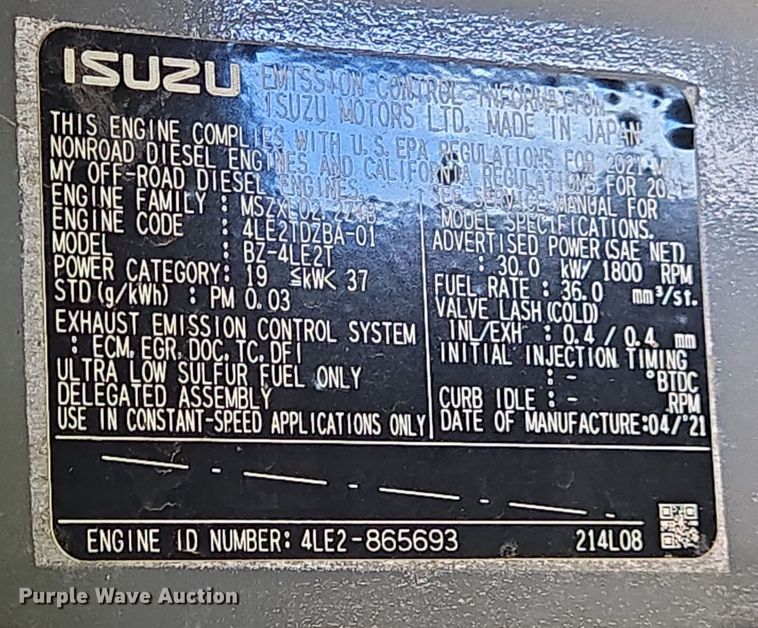 ISUZU EMISSION CONTROL INFORMATION
ISUZU MOTORS LTD. MADE IN JAPAN
THIS ENGINE COMPLIES WITH U.S. EPA REGULATIONS FOR 2021 MY
NONROAD DIESEL ENGINES AND CALIFORNIA REGULATIONS FOR 2021
MY OFF-ROAD DIESEL ENGINES.
ENGINE FAMILY :
ENGINE CODE : 4LE2TDZBA-01
MODEL : BZ-4LE2T
POWER CATEGORY: 19 ≤kW< 37
STD (g/kWh) : PM 0.03
EXHAUST EMISSION CONTROL SYSTEM
: ECM, EGR, DOC, TC, DFI
ULTRA LOW SULFUR FUEL ONLY
DELEGATED ASSEMBLY
USE IN CONSTANT-SPEED APPLICATIONS ONLY
SEE SERVICE MANUAL FOR
MODEL SPECIFICATIONS.
ADVERTISED POWER (SAE NET)
: 30.0 kW/ 1800 RPM
FUEL RATE : 36.0 mm³/st.
VALVE LASH (COLD)
INL/EXH : 0.4 / 0.4 mm
INITIAL INJECTION TIMING
: - °BTDC
CURB IDLE : - RPM
DATE OF MANUFACTURE:04/'21
ENGINE ID NUMBER: 4LE2-865693 214L08
Purple Wave Auction